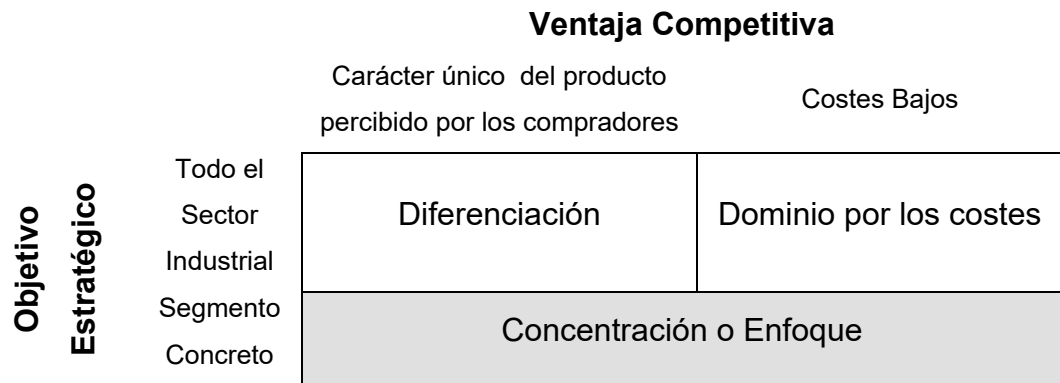 Ventaja Competitiva
Carácter único del producto
percibido por los compradores
Costes Bajos
Objetivo
Estratégico
Todo el
Sector
Industrial
Segmento
Concreto
Diferenciación
Dominio por los costes
Concentración o Enfoque